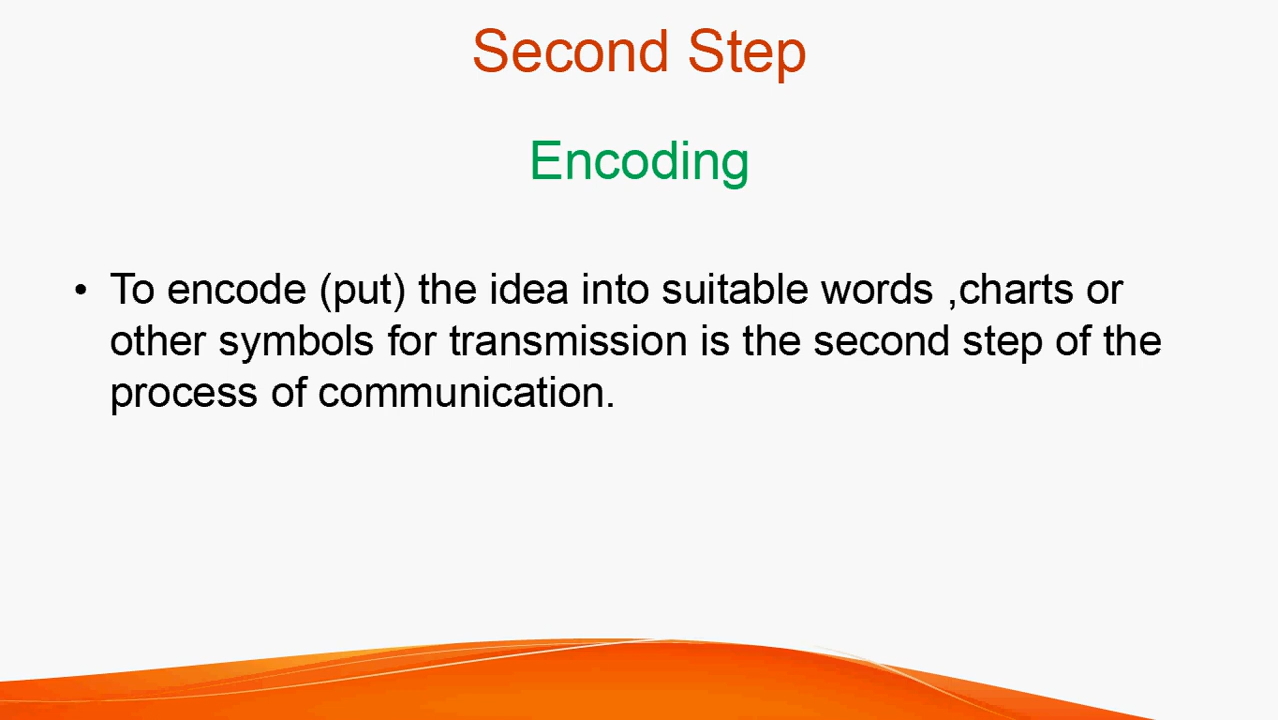 Second Step
Encoding
• To encode (put) the idea into suitable words ,charts or
other symbols for transmission is the second step of the
process of communication.